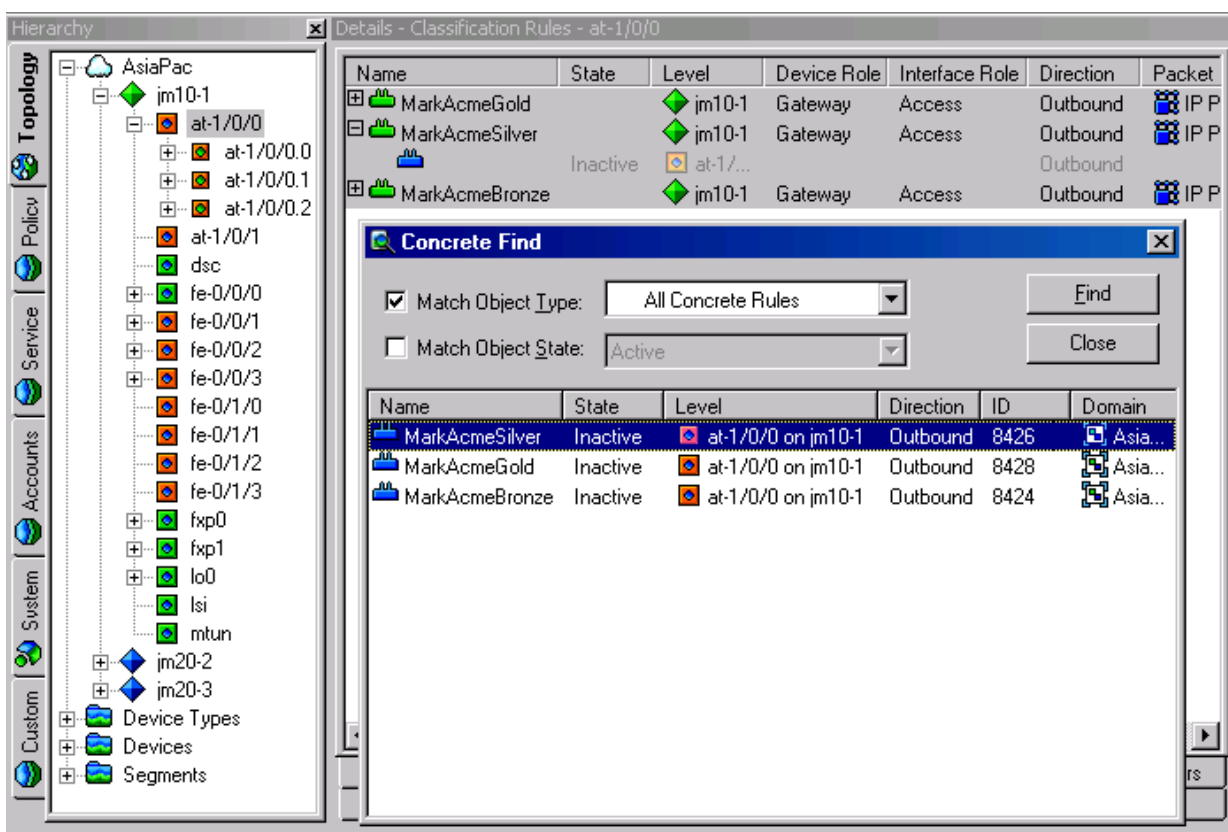 Hierarchy
Topology
Policy
Service
Accounts
System
Custom
AsiaPac
jm10-1
at-1/0/0
at-1/0/0.0
at-1/0/0.1
at-1/0/0.2
at-1/0/1
dsc
fe-0/0/0
fe-0/0/1
fe-0/0/2
fe-0/0/3
fe-0/1/0
fe-0/1/1
fe-0/1/2
fe-0/1/3
fxp0
fxp1
lo0
lsi
mtun
jm20-2
jm20-3
Device Types
Devices
Segments
Details - Classification Rules - at-1/0/0
Name State Level Device Role Interface Role Direction Packet
MarkAcmeGold jm10-1 Gateway Access Outbound IP P
MarkAcmeSilver jm10-1 Gateway Access Outbound IP P
Inactive at-1/... Outbound
MarkAcmeBronze jm10-1 Gateway Access Outbound IP P
Concrete Find
Match Object Type: All Concrete Rules Find
Match Object State: Active Close
Name State Level Direction ID Domain
MarkAcmeSilver Inactive at-1/0/0 on jm10-1 Outbound 8426 Asia...
MarkAcmeGold Inactive at-1/0/0 on jm10-1 Outbound 8428 Asia...
MarkAcmeBronze Inactive at-1/0/0 on jm10-1 Outbound 8424 Asia...
rs